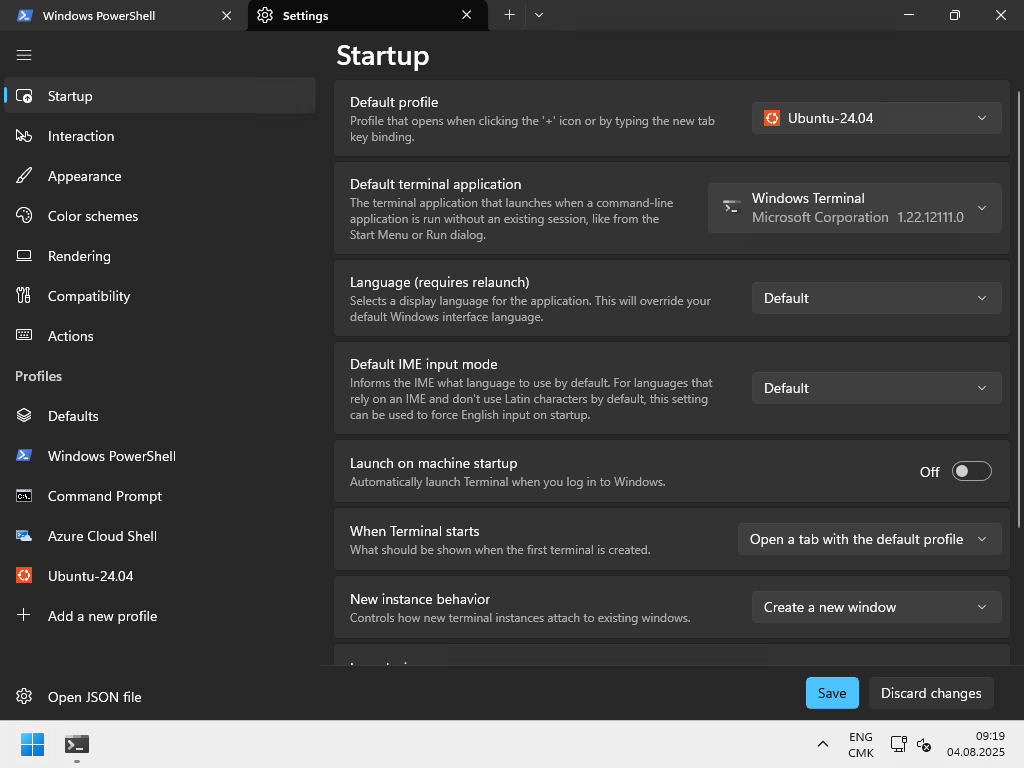 Windows PowerShell
Settings
Startup
Interaction
Appearance
Color schemes
Rendering
Compatibility
Actions
Profiles
Defaults
Windows PowerShell
Command Prompt
Azure Cloud Shell
Ubuntu-24.04
Add a new profile
Open JSON file
Startup
Default profile
Profile that opens when clicking the '+' icon or by typing the new tab
key binding.
Ubuntu-24.04
Default terminal application
The terminal application that launches when a command-line
application is run without an existing session, like from the
Start Menu or Run dialog.
Windows Terminal
Microsoft Corporation 1.22.12111.0
Language (requires relaunch)
Selects a display language for the application. This will override your
default Windows interface language.
Default
Default IME input mode
Informs the IME what language to use by default. For languages that
rely on an IME and don't use Latin characters by default, this setting
can be used to force English input on startup.
Default
Launch on machine startup
Automatically launch Terminal when you log in to Windows.
Off
When Terminal starts
What should be shown when the first terminal is created.
Open a tab with the default profile
New instance behavior
Controls how new terminal instances attach to existing windows.
Create a new window
Save
Discard changes
ENG
CMK
09:19
04.08.2025